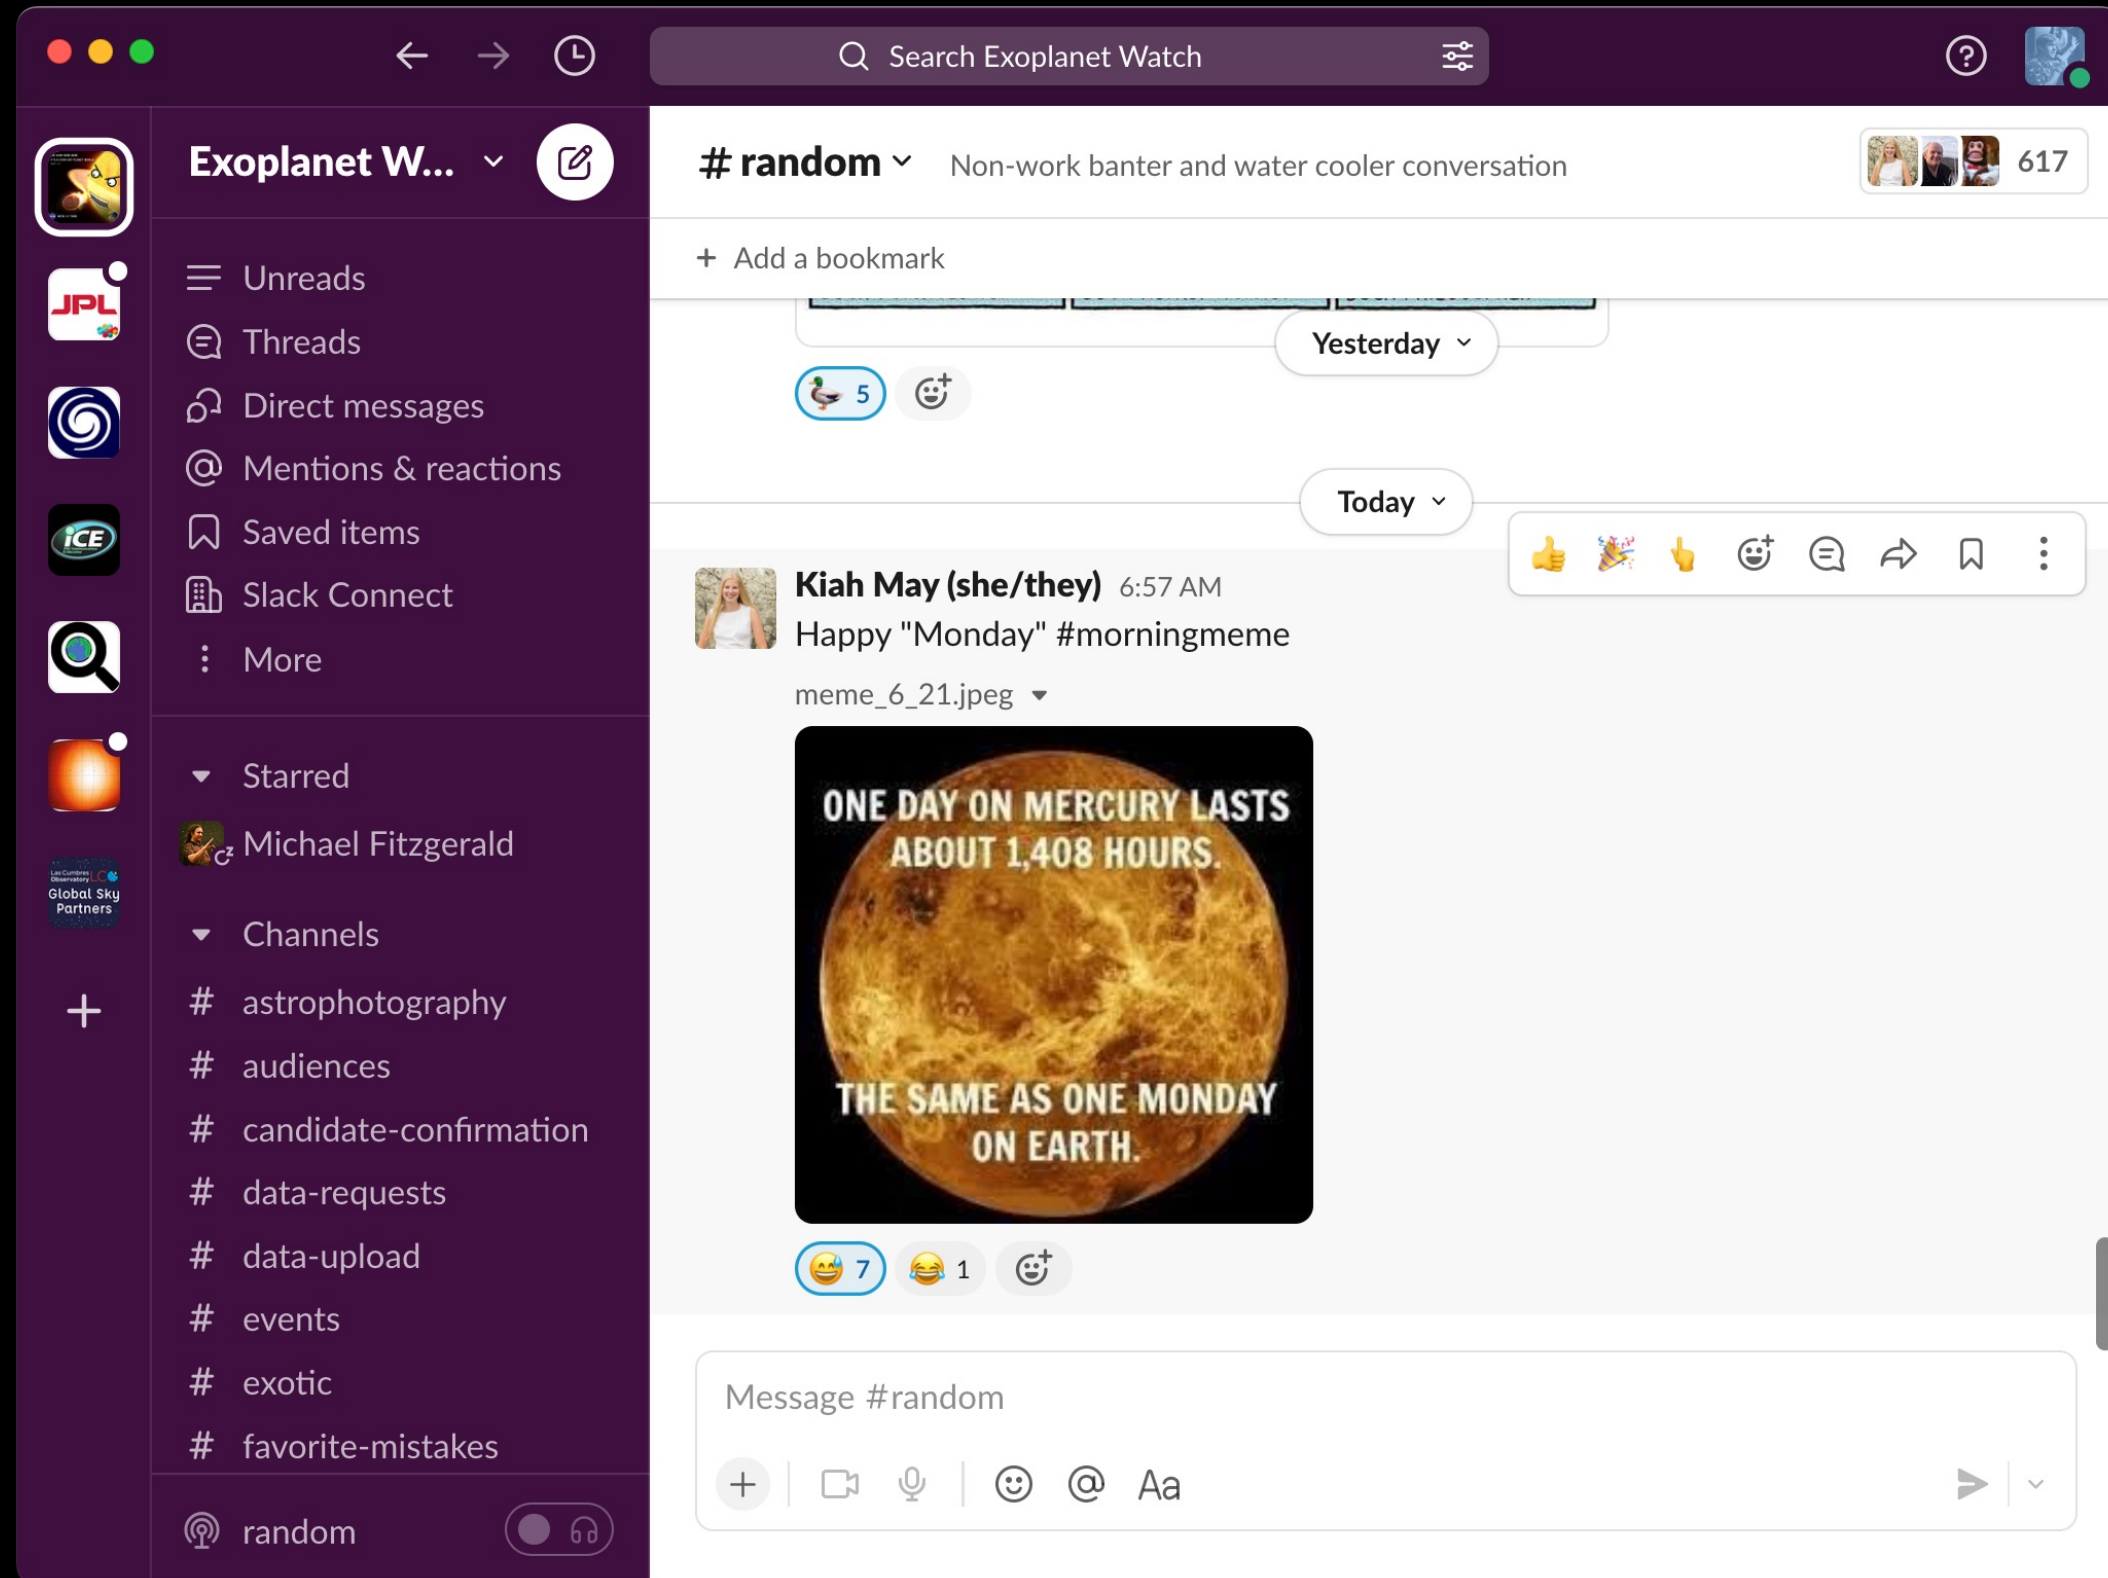 Search Exoplanet Watch
Exoplanet W...
JPL
iCE
Las Cumbres
Observatory LCO
Global Sky
Partners
Unreads
Threads
Direct messages
Mentions & reactions
Saved items
Slack Connect
More
Starred
Michael Fitzgerald
Channels
# astrophotography
# audiences
# candidate-confirmation
# data-requests
# data-upload
# events
# exotic
# favorite-mistakes
random
# random
Non-work banter and water cooler conversation
617
+ Add a bookmark
Yesterday
5
Today
Kiah May (she/they) 6:57 AM
Happy "Monday" #morningmeme
meme_6_21.jpeg
ONE DAY ON MERCURY LASTS
ABOUT 1,408 HOURS.
THE SAME AS ONE MONDAY
ON EARTH.
7 1
Message #random
Aa